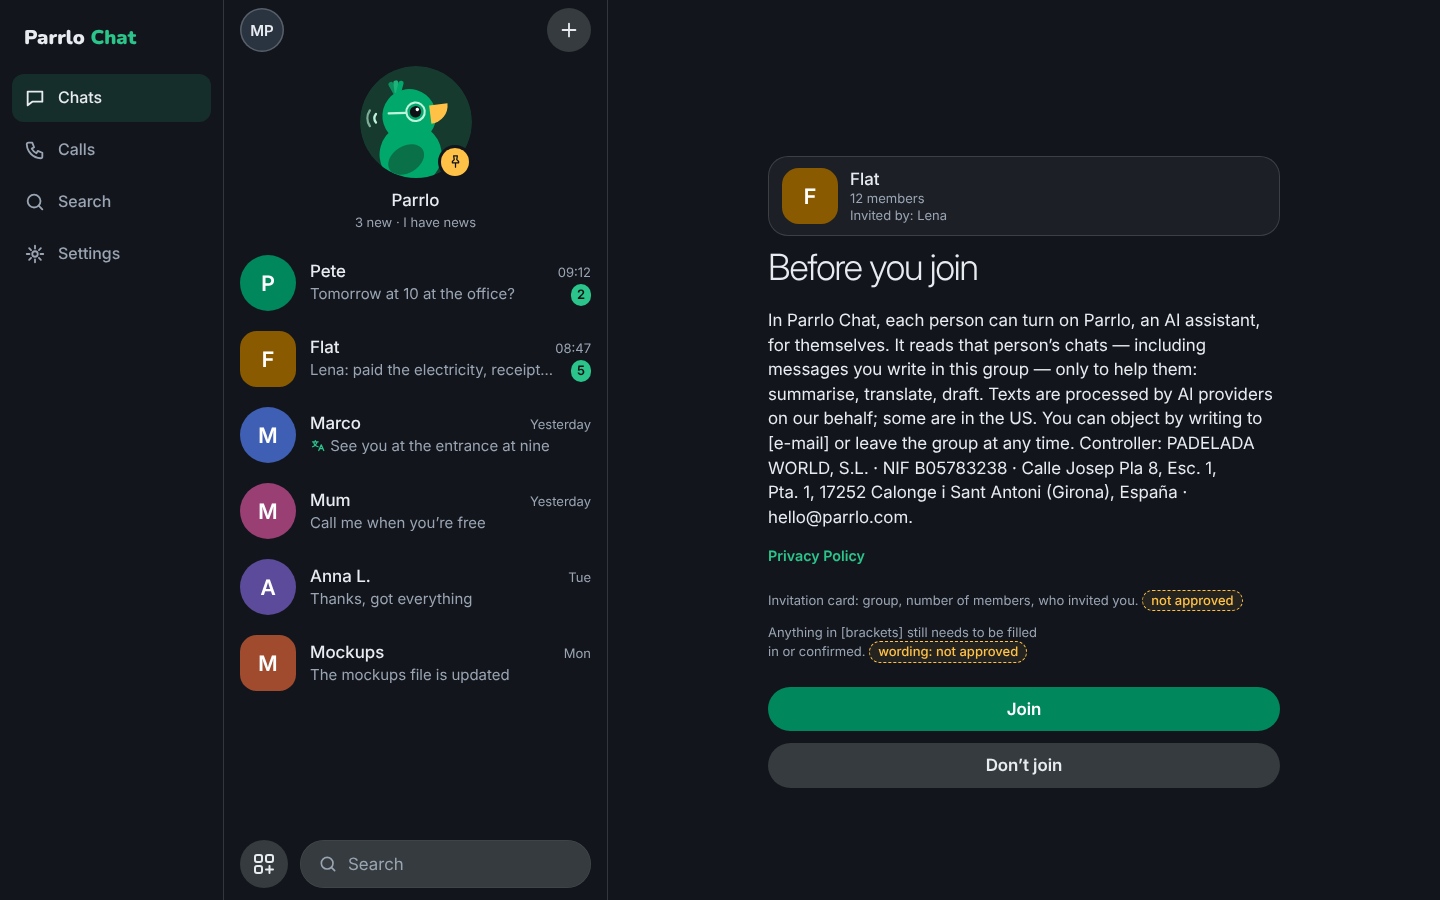 Parrlo Chat
Chats
Calls
Search
Settings
MP
Parrlo
3 new · I have news
P
Pete
09:12
Tomorrow at 10 at the office?
2
F
Flat
08:47
Lena: paid the electricity, receipt…
5
M
Marco
Yesterday
See you at the entrance at nine
M
Mum
Yesterday
Call me when you’re free
A
Anna L.
Tue
Thanks, got everything
M
Mockups
Mon
The mockups file is updated
Search
F
Flat
12 members
Invited by: Lena
Before you join
In Parrlo Chat, each person can turn on Parrlo, an AI assistant,
for themselves. It reads that person’s chats — including
messages you write in this group — only to help them:
summarise, translate, draft. Texts are processed by AI providers
on our behalf; some are in the US. You can object by writing to
[e-mail] or leave the group at any time. Controller: PADELADA
WORLD, S.L. · NIF B05783238 · Calle Josep Pla 8, Esc. 1,
Pta. 1, 17252 Calonge i Sant Antoni (Girona), España ·
hello@parrlo.com.
Privacy Policy
Invitation card: group, number of members, who invited you. not approved
Anything in [brackets] still needs to be filled
in or confirmed. wording: not approved
Join
Don’t join